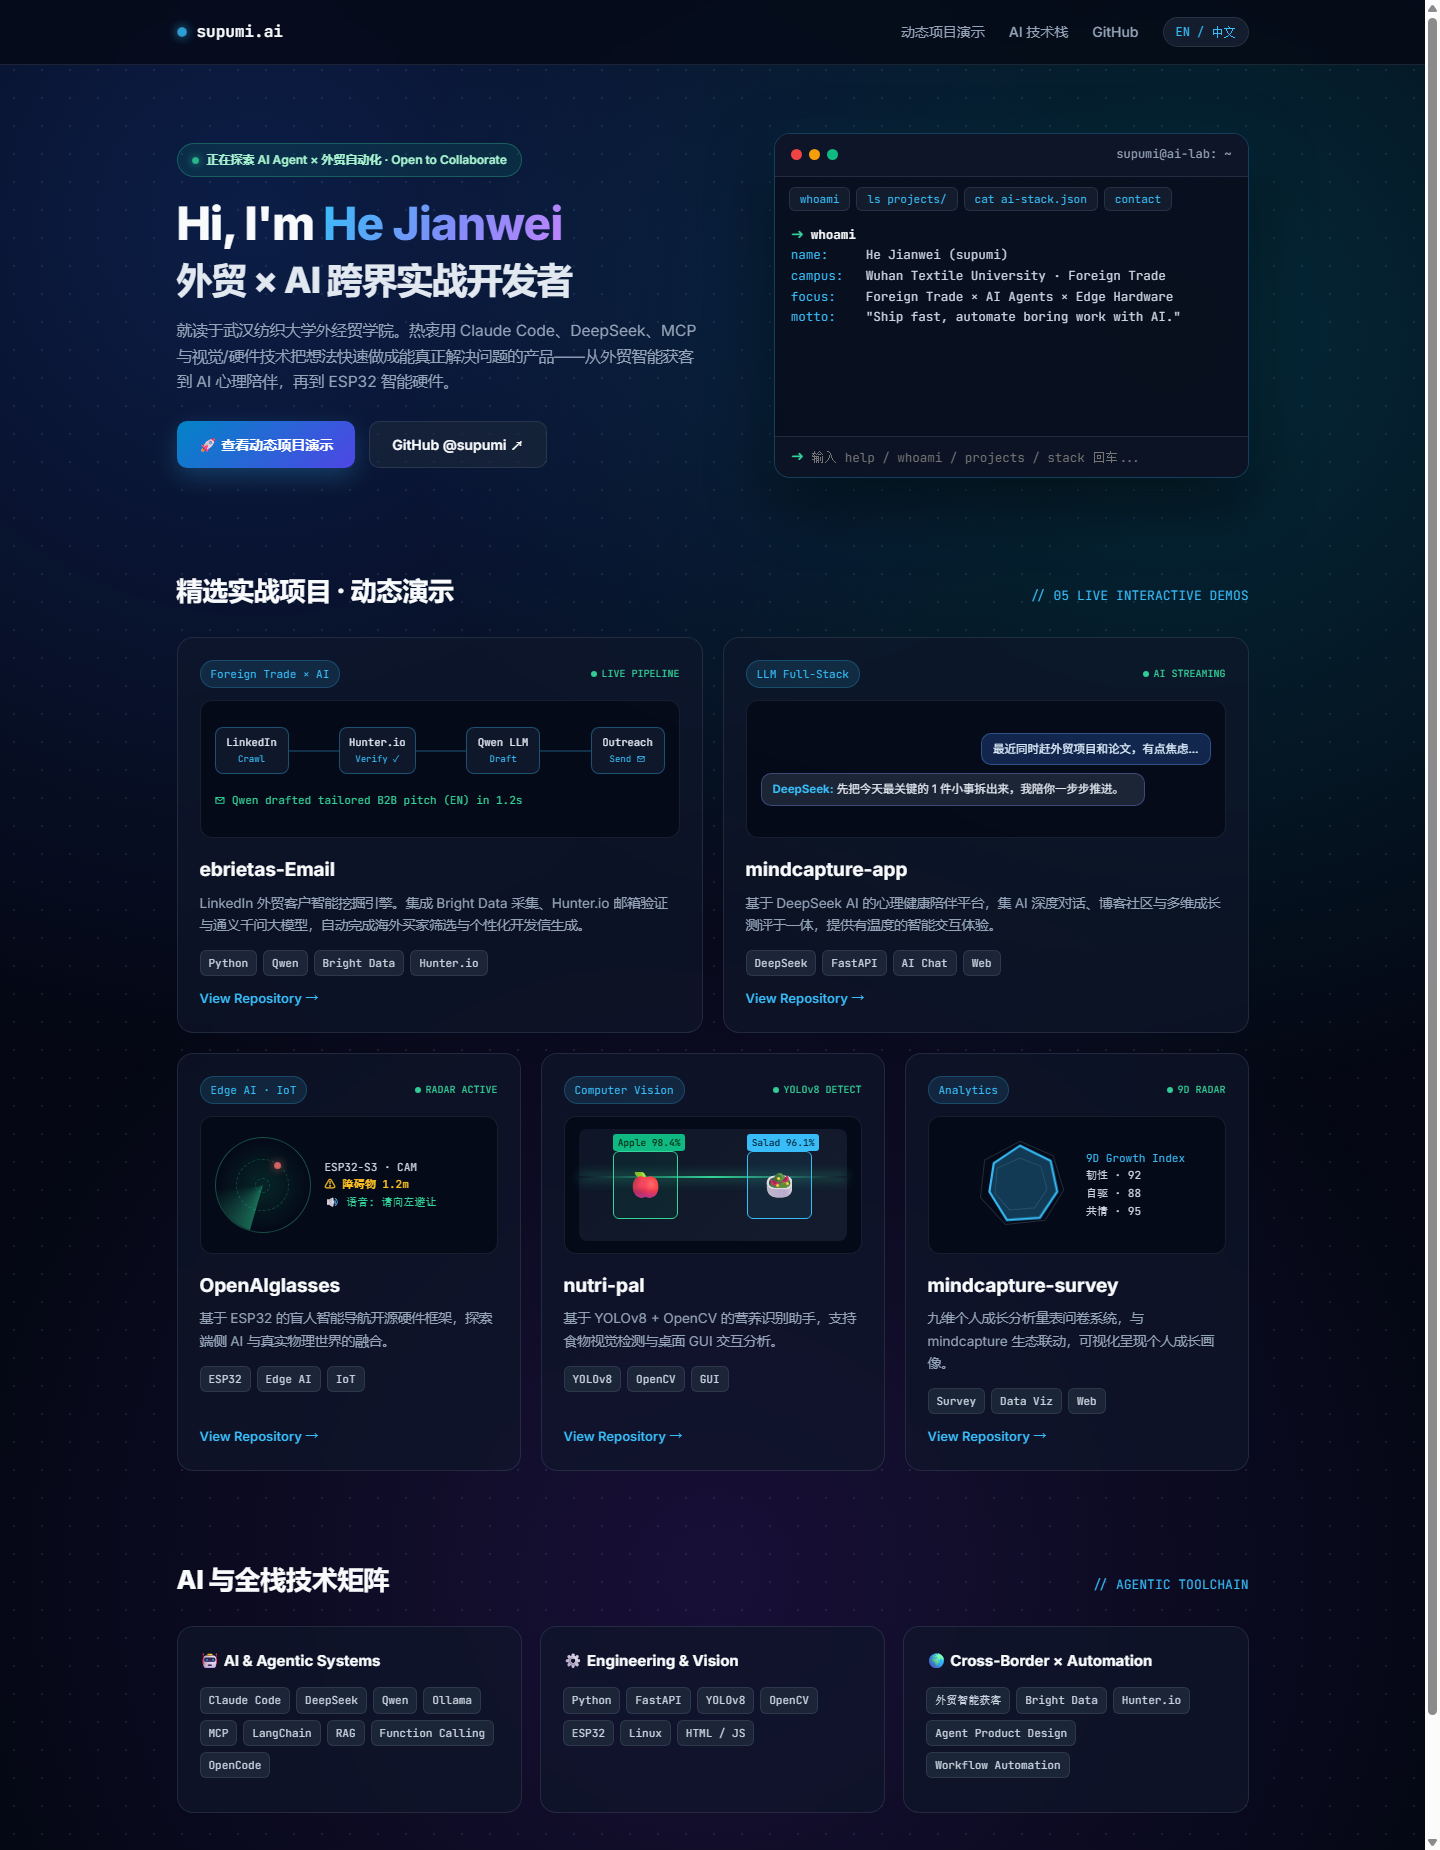 supumi.ai
动态项目演示
AI 技术栈
GitHub
EN / 中文
正在探索 AI Agent × 外贸自动化 · Open to Collaborate
Hi, I'm He Jianwei
外贸 × AI 跨界实战开发者
就读于武汉纺织大学外经贸学院。热衷用 Claude Code、DeepSeek、MCP
与视觉/硬件技术把想法快速做成能真正解决问题的产品——从外贸智能获客
到 AI 心理陪伴，再到 ESP32 智能硬件。
🚀 查看动态项目演示
GitHub @supumi ↗
supumi@ai-lab: ~
whoami
ls projects/
cat ai-stack.json
contact
➜ whoami
name: He Jianwei (supumi)
campus: Wuhan Textile University · Foreign Trade
focus: Foreign Trade × AI Agents × Edge Hardware
motto: "Ship fast, automate boring work with AI."
➜ 输入 help / whoami / projects / stack 回车...
精选实战项目 · 动态演示
// 05 LIVE INTERACTIVE DEMOS
Foreign Trade × AI
LIVE PIPELINE
LinkedIn
Crawl
Hunter.io
Verify ✓
Qwen LLM
Draft
Outreach
Send ✉
✉ Qwen drafted tailored B2B pitch (EN) in 1.2s
ebrietas-Email
LinkedIn 外贸客户智能挖掘引擎。集成 Bright Data 采集、Hunter.io 邮箱验证
与通义千问大模型，自动完成海外买家筛选与个性化开发信生成。
Python
Qwen
Bright Data
Hunter.io
View Repository →
LLM Full-Stack
AI STREAMING
最近同时赶外贸项目和论文，有点焦虑...
DeepSeek: 先把今天最关键的 1 件小事拆出来，我陪你一步步推进。
mindcapture-app
基于 DeepSeek AI 的心理健康陪伴平台，集 AI 深度对话、博客社区与多维成长
测评于一体，提供有温度的智能交互体验。
DeepSeek
FastAPI
AI Chat
Web
View Repository →
Edge AI · IoT
RADAR ACTIVE
ESP32-S3 · CAM
⚠ 障碍物 1.2m
🔊 语音: 请向左避让
OpenAIglasses
基于 ESP32 的盲人智能导航开源硬件框架，探索
端侧 AI 与真实物理世界的融合。
ESP32
Edge AI
IoT
View Repository →
Computer Vision
YOLOv8 DETECT
Apple 98.4%
Salad 96.1%
nutri-pal
基于 YOLOv8 + OpenCV 的营养识别助手，支持
食物视觉检测与桌面 GUI 交互分析。
YOLOv8
OpenCV
GUI
View Repository →
Analytics
9D RADAR
9D Growth Index
韧性 · 92
自驱 · 88
共情 · 95
mindcapture-survey
九维个人成长分析量表问卷系统，与
mindcapture 生态联动，可视化呈现个人成长画
像。
Survey
Data Viz
Web
View Repository →
AI 与全栈技术矩阵
// AGENTIC TOOLCHAIN
🤖 AI & Agentic Systems
Claude Code
DeepSeek
Qwen
Ollama
MCP
LangChain
RAG
Function Calling
OpenCode
⚙️ Engineering & Vision
Python
FastAPI
YOLOv8
OpenCV
ESP32
Linux
HTML / JS
🌍 Cross-Border × Automation
外贸智能获客
Bright Data
Hunter.io
Agent Product Design
Workflow Automation